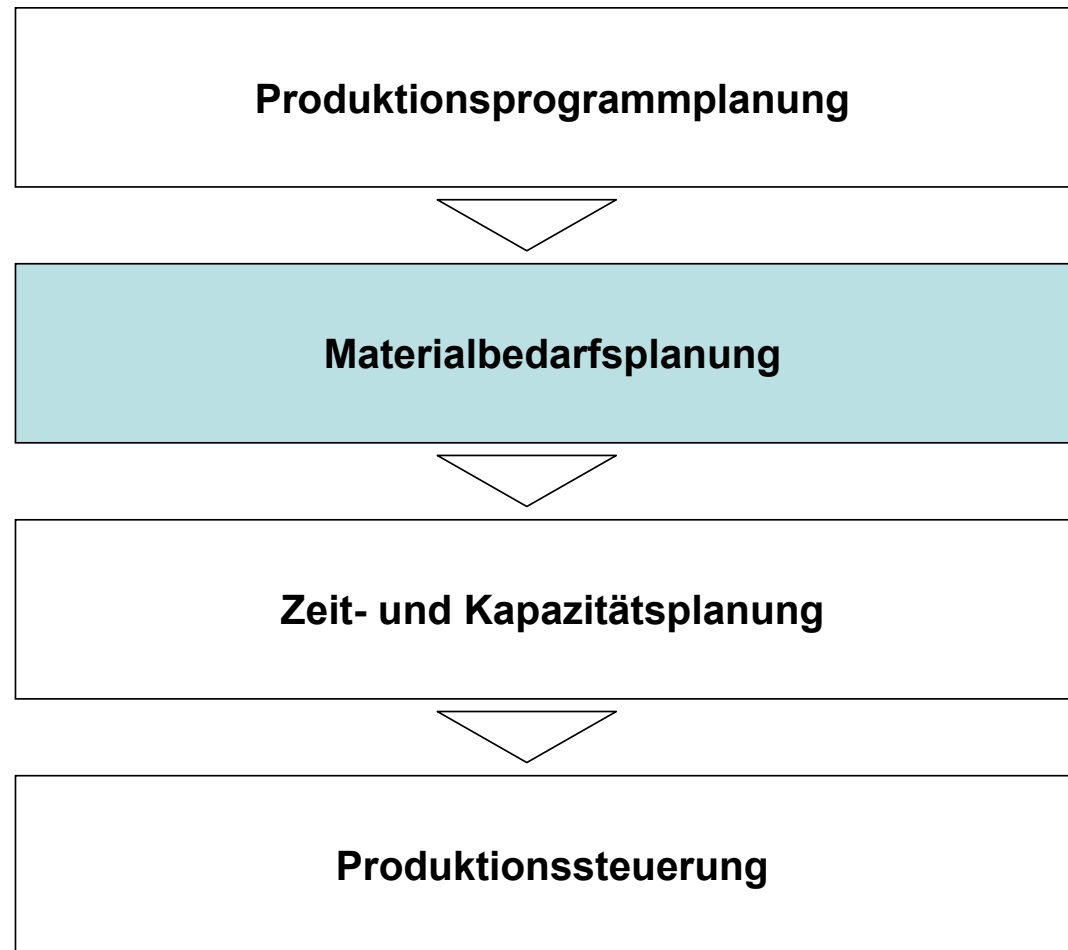 Produktionsprogrammplanung
Materialbedarfsplanung
Zeit- und Kapazitätsplanung
Produktionssteuerung